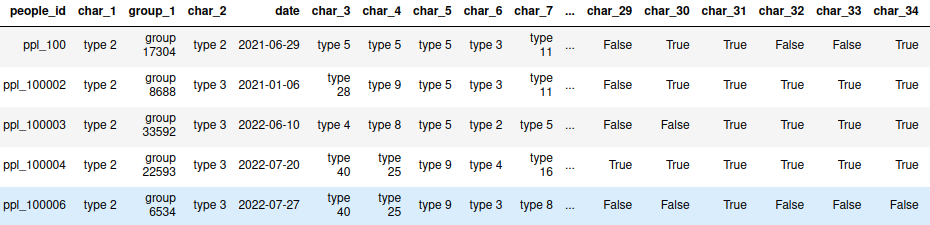 people_id char_1 group_1 char_2 date char_3 char_4 char_5 char_6 char_7 ... char_29 char_30 char_31 char_32 char_33 char_34
ppl_100 type 2 group 17304 type 2 2021-06-29 type 5 type 5 type 5 type 3 type 11 ... False True True False False True
ppl_100002 type 2 group 8688 type 3 2021-01-06 type 28 type 9 type 5 type 3 type 11 ... False True True True True True
ppl_100003 type 2 group 33592 type 3 2022-06-10 type 4 type 8 type 5 type 2 type 5 ... False False True True True True
ppl_100004 type 2 group 22593 type 3 2022-07-20 type 40 type 25 type 9 type 4 type 16 ... True True True True True True
ppl_100006 type 2 group 6534 type 3 2022-07-27 type 40 type 25 type 9 type 3 type 8 ... False False True False False False